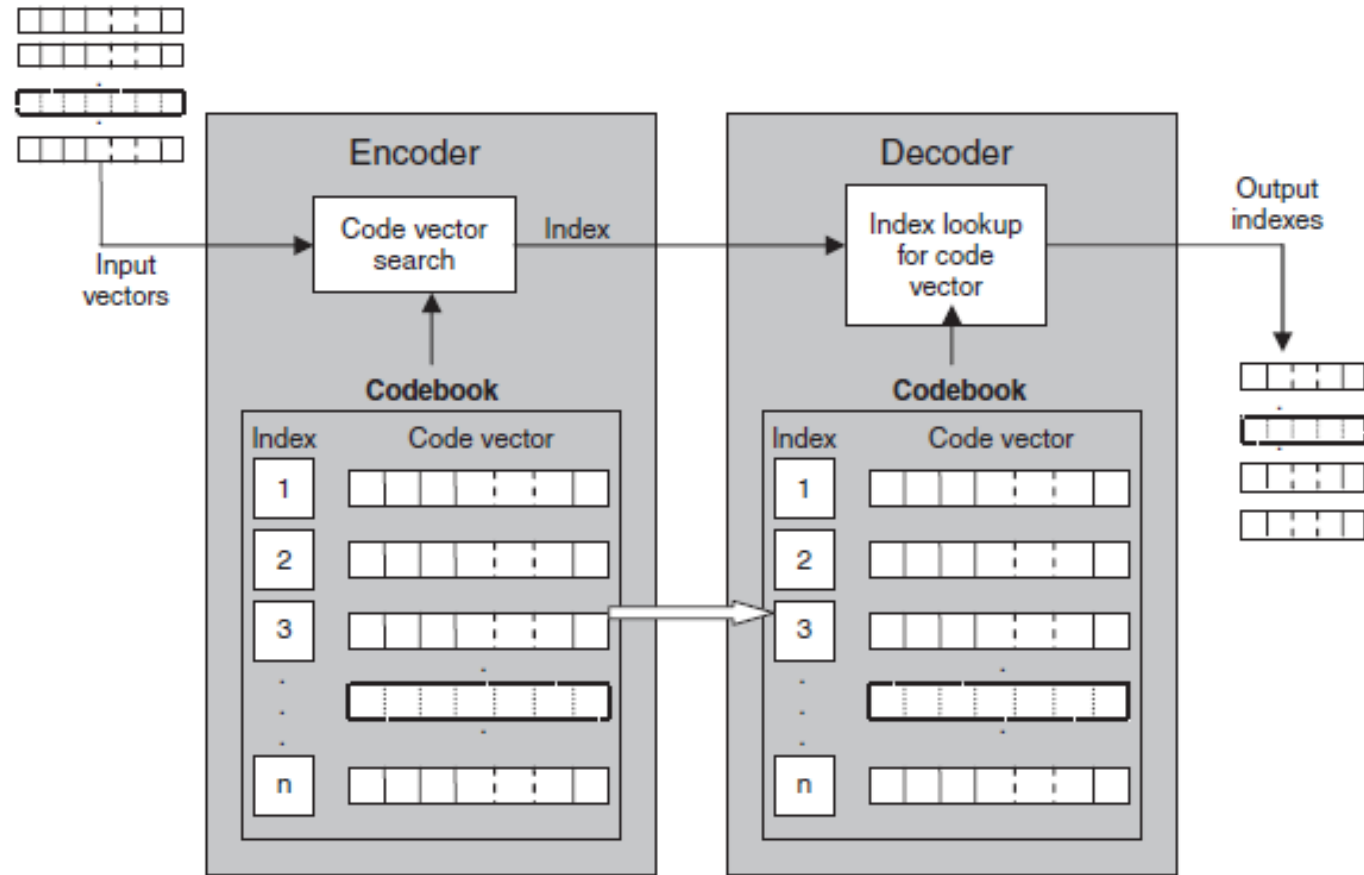 Encoder
Decoder
Code vector
search
Index
Index lookup
for code
vector
Output
indexes
Input
vectors
Codebook
Codebook
Index
Code vector
Index
Code vector
1
1
2
2
3
3
n
n